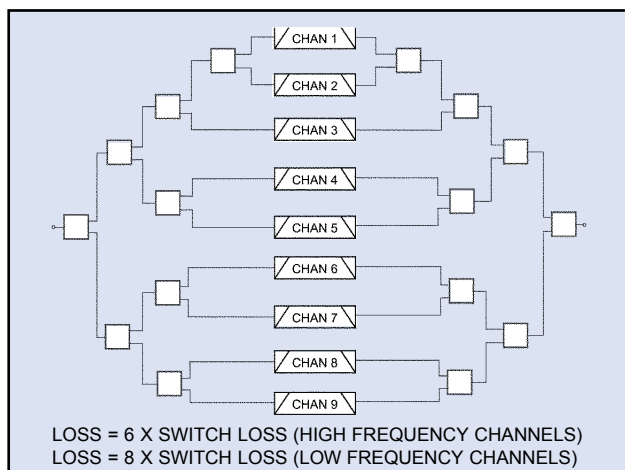 CHAN 1
CHAN 2
CHAN 3
CHAN 4
CHAN 5
CHAN 6
CHAN 7
CHAN 8
CHAN 9
LOSS = 6 X SWITCH LOSS (HIGH FREQUENCY CHANNELS)
LOSS = 8 X SWITCH LOSS (LOW FREQUENCY CHANNELS)